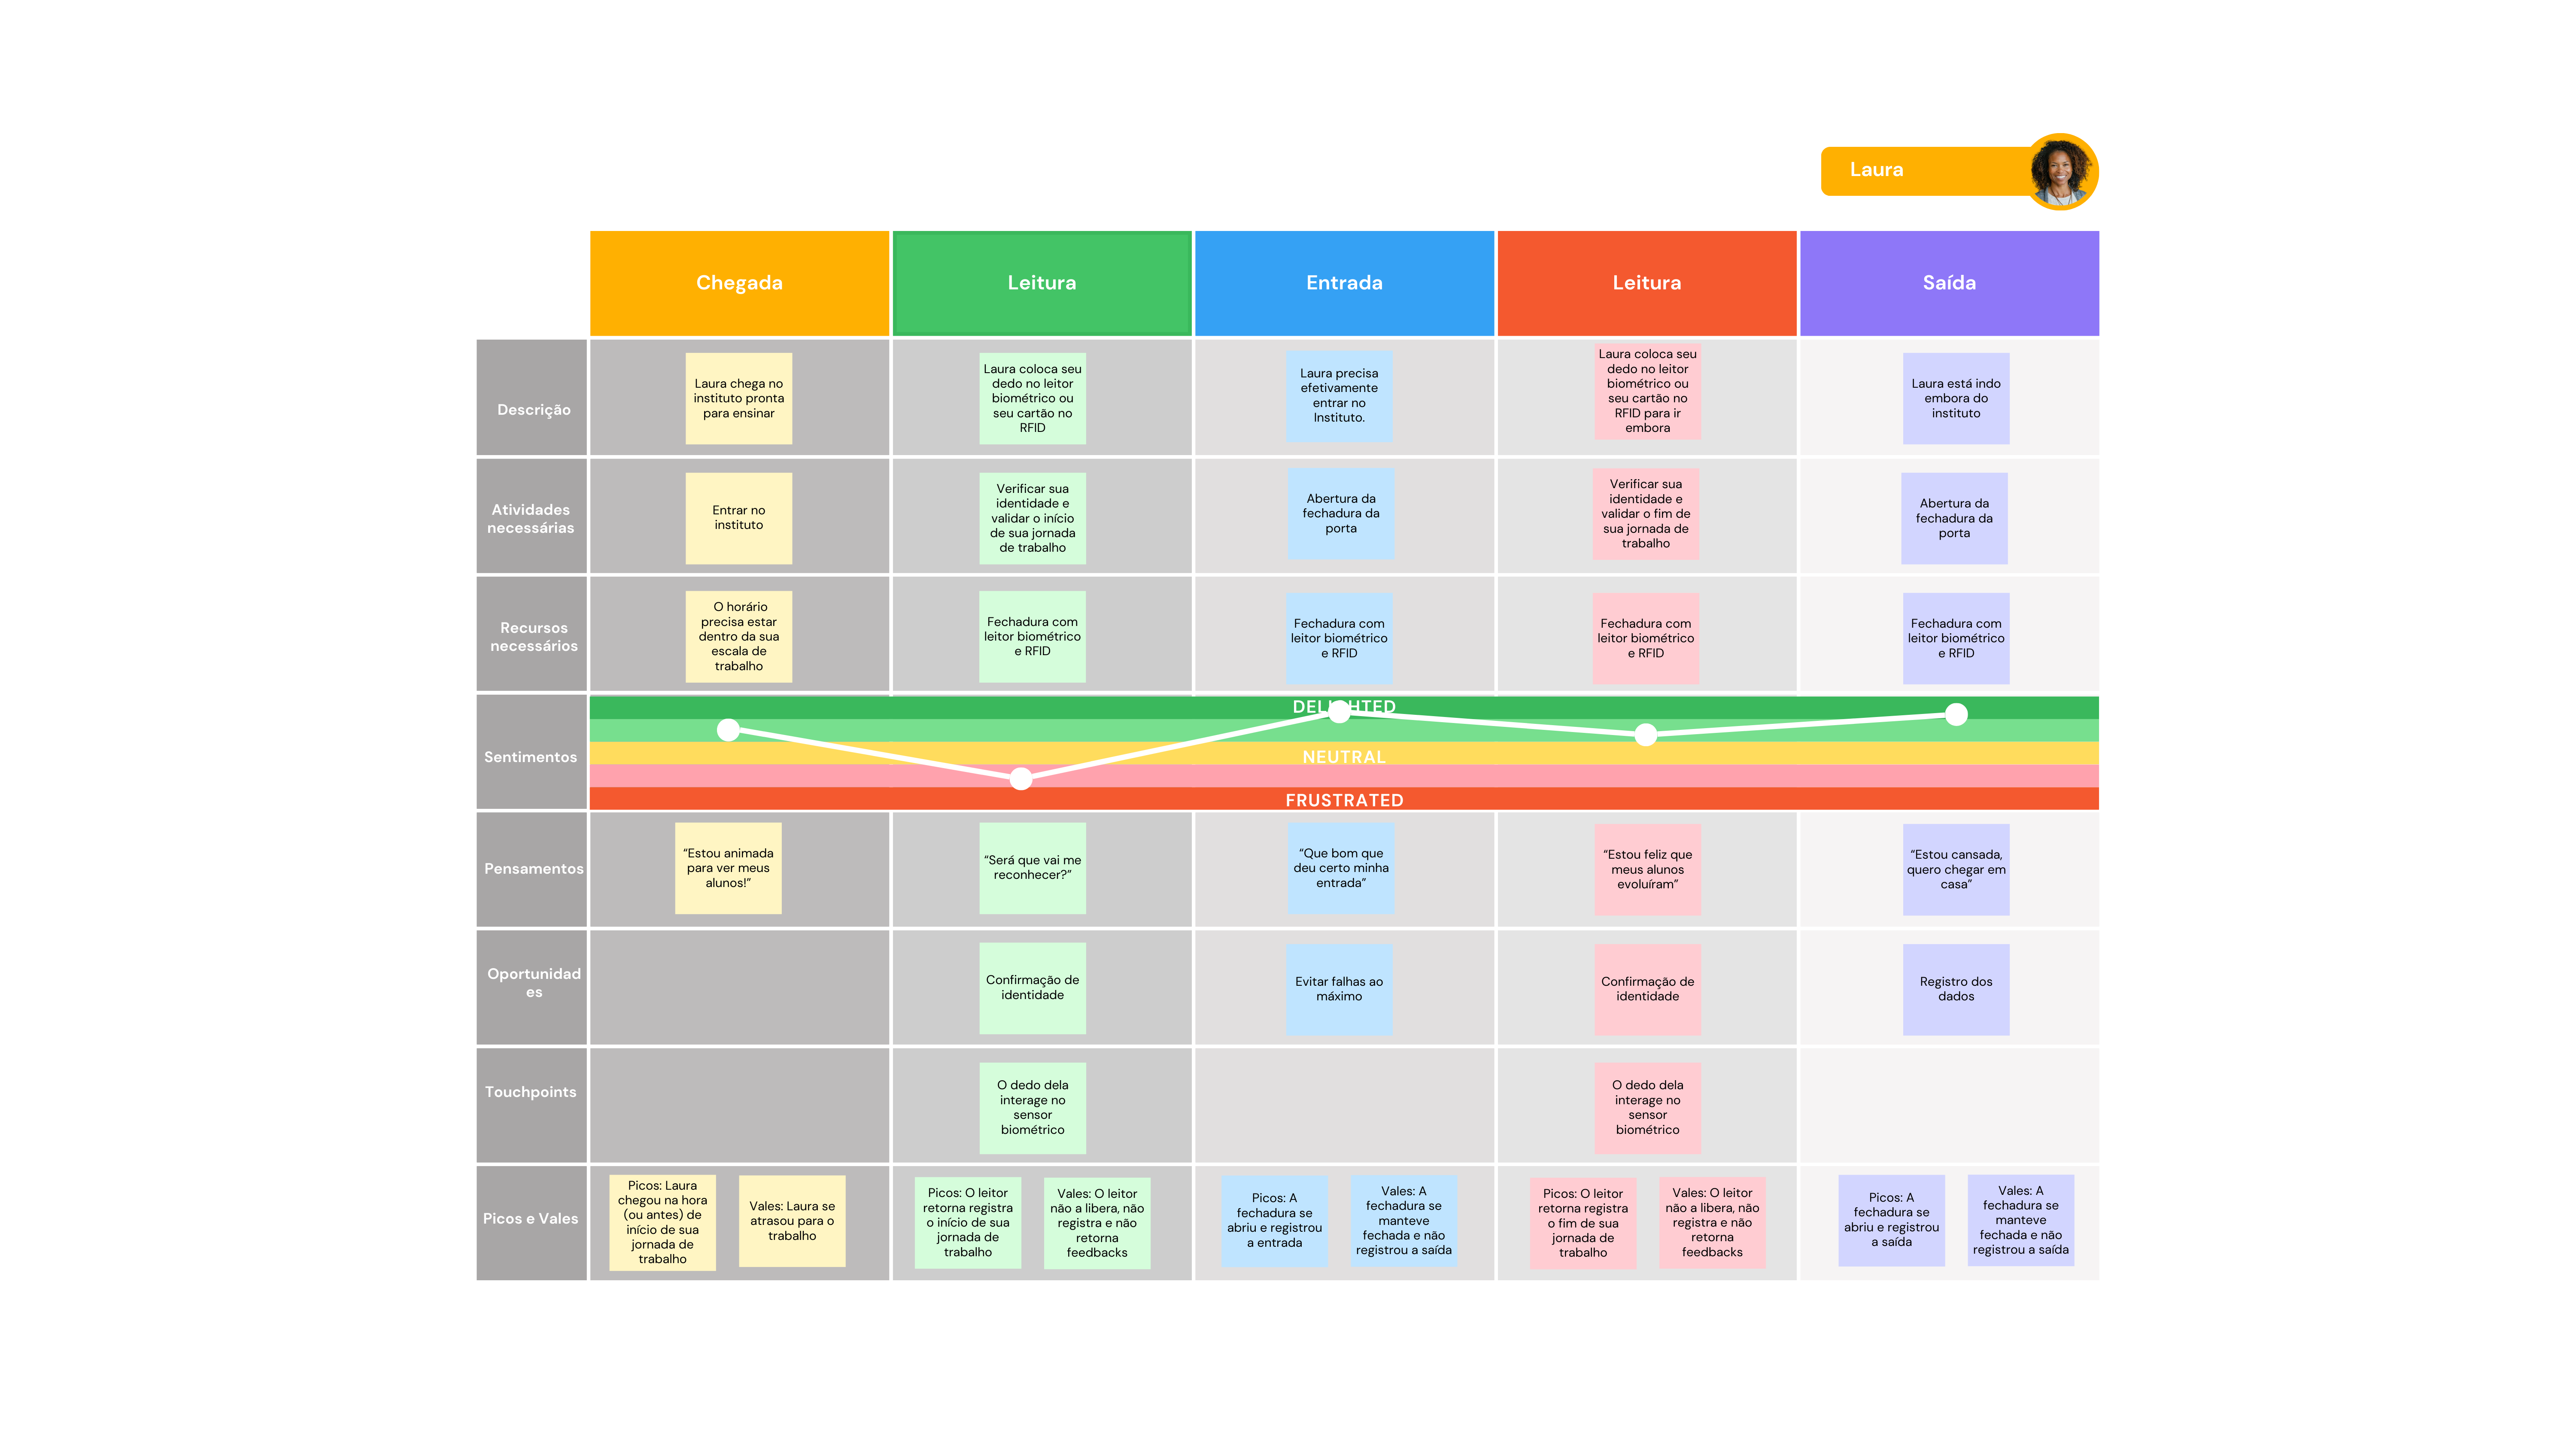 Laura
Chegada
Leitura
Entrada
Leitura
Saída
Descrição
Laura chega no
instituto pronta
para ensinar
Laura coloca seu
dedo no leitor
biométrico ou
seu cartão no
RFID
Laura precisa
efetivamente
entrar no
Instituto.
Laura coloca seu
dedo no leitor
biométrico ou
seu cartão no
RFID para ir
embora
Laura está indo
embora do
instituto
Atividades
necessárias
Entrar no
instituto
Verificar sua
identidade e
validar o início
de sua jornada
de trabalho
Abertura da
fechadura da
porta
Verificar sua
identidade e
validar o fim de
sua jornada de
trabalho
Abertura da
fechadura da
porta
Recursos
necessários
O horário
precisa estar
dentro da sua
escala de
trabalho
Fechadura com
leitor biométrico
e RFID
Fechadura com
leitor biométrico
e RFID
Fechadura com
leitor biométrico
e RFID
Fechadura com
leitor biométrico
e RFID
Sentimentos
DELIGHTED
NEUTRAL
FRUSTRATED
Pensamentos
“Estou animada
para ver meus
alunos!”
“Será que vai me
reconhecer?”
“Que bom que
deu certo minha
entrada”
“Estou feliz que
meus alunos
evoluíram”
“Estou cansada,
quero chegar em
casa”
Oportunidad
es
Confirmação de
identidade
Evitar falhas ao
máximo
Confirmação de
identidade
Registro dos
dados
Touchpoints
O dedo dela
interage no
sensor
biométrico
O dedo dela
interage no
sensor
biométrico
Picos e Vales
Picos: Laura
chegou na hora
(ou antes) de
início de sua
jornada de
trabalho
Vales: Laura se
atrasou para o
trabalho
Picos: O leitor
retorna registra
o início de sua
jornada de
trabalho
Vales: O leitor
não a libera, não
registra e não
retorna
feedbacks
Picos: A
fechadura se
abriu e registrou
a entrada
Vales: A
fechadura se
manteve
fechada e não
registrou a saída
Picos: O leitor
retorna registra
o fim de sua
jornada de
trabalho
Vales: O leitor
não a libera, não
registra e não
retorna
feedbacks
Picos: A
fechadura se
abriu e registrou
a saída
Vales: A
fechadura se
manteve
fechada e não
registrou a saída